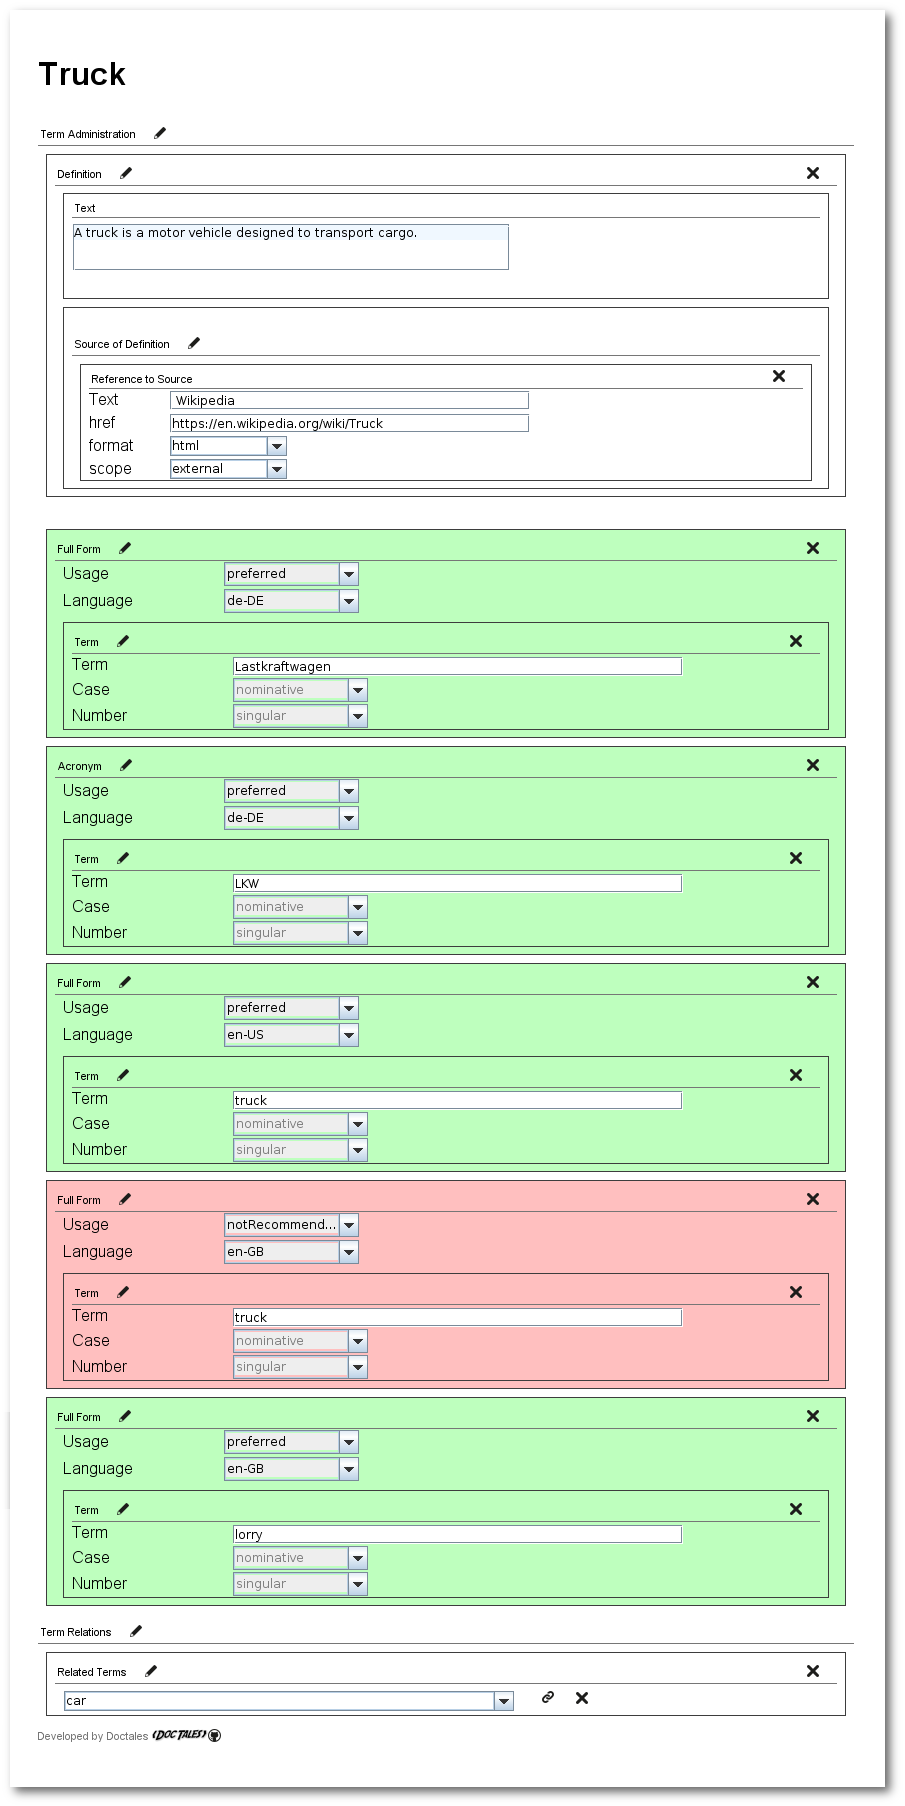 Truck
Term Administration
Definition
Text
A truck is a motor vehicle designed to transport cargo.
Source of Definition
Reference to Source
Text Wikipedia
href https://en.wikipedia.org/wiki/Truck
format html
scope external
Full Form
Usage preferred
Language de-DE
Term
Term Lastkraftwagen
Case nominative
Number singular
Acronym
Usage preferred
Language de-DE
Term
Term LKW
Case nominative
Number singular
Full Form
Usage preferred
Language en-US
Term
Term truck
Case nominative
Number singular
Full Form
Usage notRecommend...
Language en-GB
Term
Term truck
Case nominative
Number singular
Full Form
Usage preferred
Language en-GB
Term
Term lorry
Case nominative
Number singular
Term Relations
Related Terms
car
Developed by Doctales (DOCTALES)